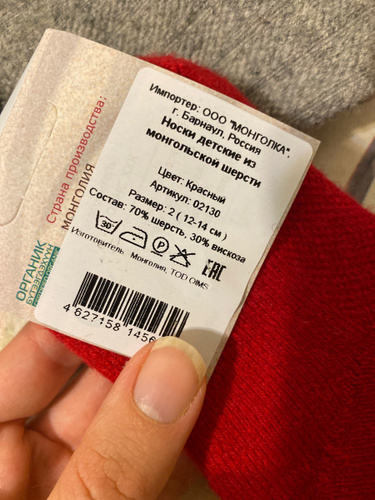 Импортер: ООО "МОНГОЛКА".
г. Барнаул, Россия
Носки детские из
монгольской шерсти
Цвет: Красный
Артикул: 02130
Размер: 2 ( 12-14 см )
Состав: 70% шерсть, 30% вискоза
30
P
Изготовитель Монголия, TOD OIMS
EAC
4 627158 1456
Страна производства:
МОНГОЛИЯ
ОРГАНИК